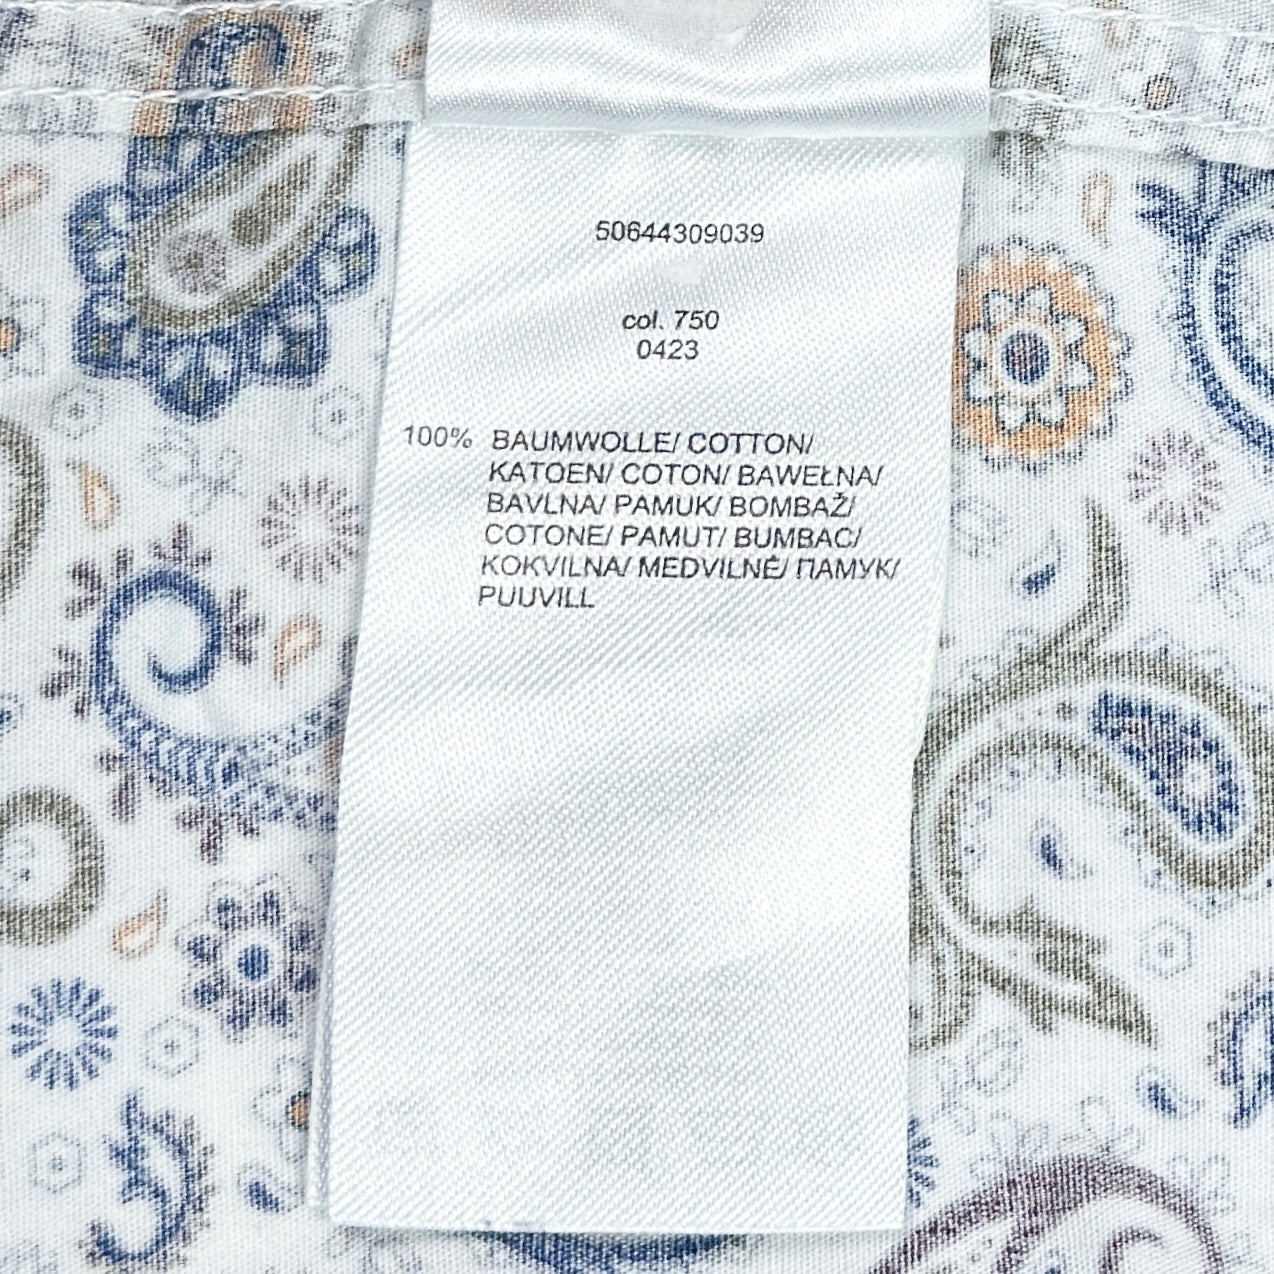 50644309039
col. 750
0423
100% BAUMWOLLE/ COTTON/
KATOEN/ COTON/ BAWEŁNA/
BAVLNA/ PAMUK/ BOMBAŽ/
COTONE/ PAMUT/ BUMBAC/
KOKVILNA/ MEDVILNĖ/ ПАМУК/
PUUVILL